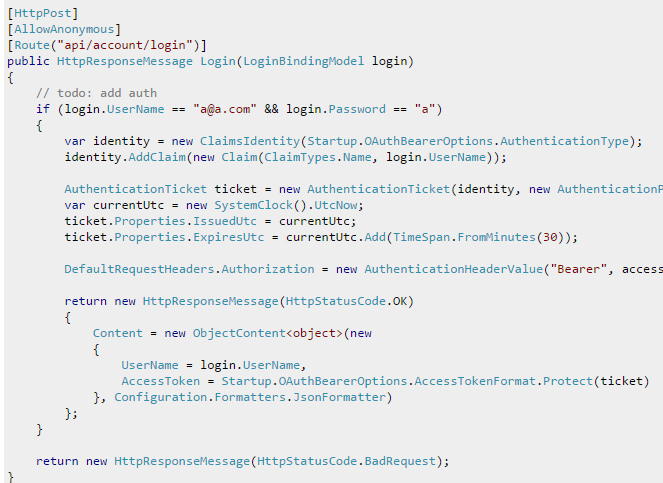 [HttpPost]
[AllowAnonymous]
[Route("api/account/login")]
public HttpResponseMessage Login(LoginBindingModel login)
{
// todo: add auth
if (login.UserName == "a@a.com" && login.Password == "a")
{
var identity = new ClaimsIdentity(Startup.OAuthBearerOptions.AuthenticationType);
identity.AddClaim(new Claim(ClaimTypes.Name, login.UserName));
AuthenticationTicket ticket = new AuthenticationTicket(identity, new AuthenticationP
var currentUtc = new SystemClock().UtcNow;
ticket.Properties.IssuedUtc = currentUtc;
ticket.Properties.ExpiresUtc = currentUtc.Add(TimeSpan.FromMinutes(30));
DefaultRequestHeaders.Authorization = new AuthenticationHeaderValue("Bearer", access
return new HttpResponseMessage(HttpStatusCode.OK)
{
Content = new ObjectContent<object>(new
{
UserName = login.UserName,
AccessToken = Startup.OAuthBearerOptions.AccessTokenFormat.Protect(ticket)
}, Configuration.Formatters.JsonFormatter)
};
}
return new HttpResponseMessage(HttpStatusCode.BadRequest);
}